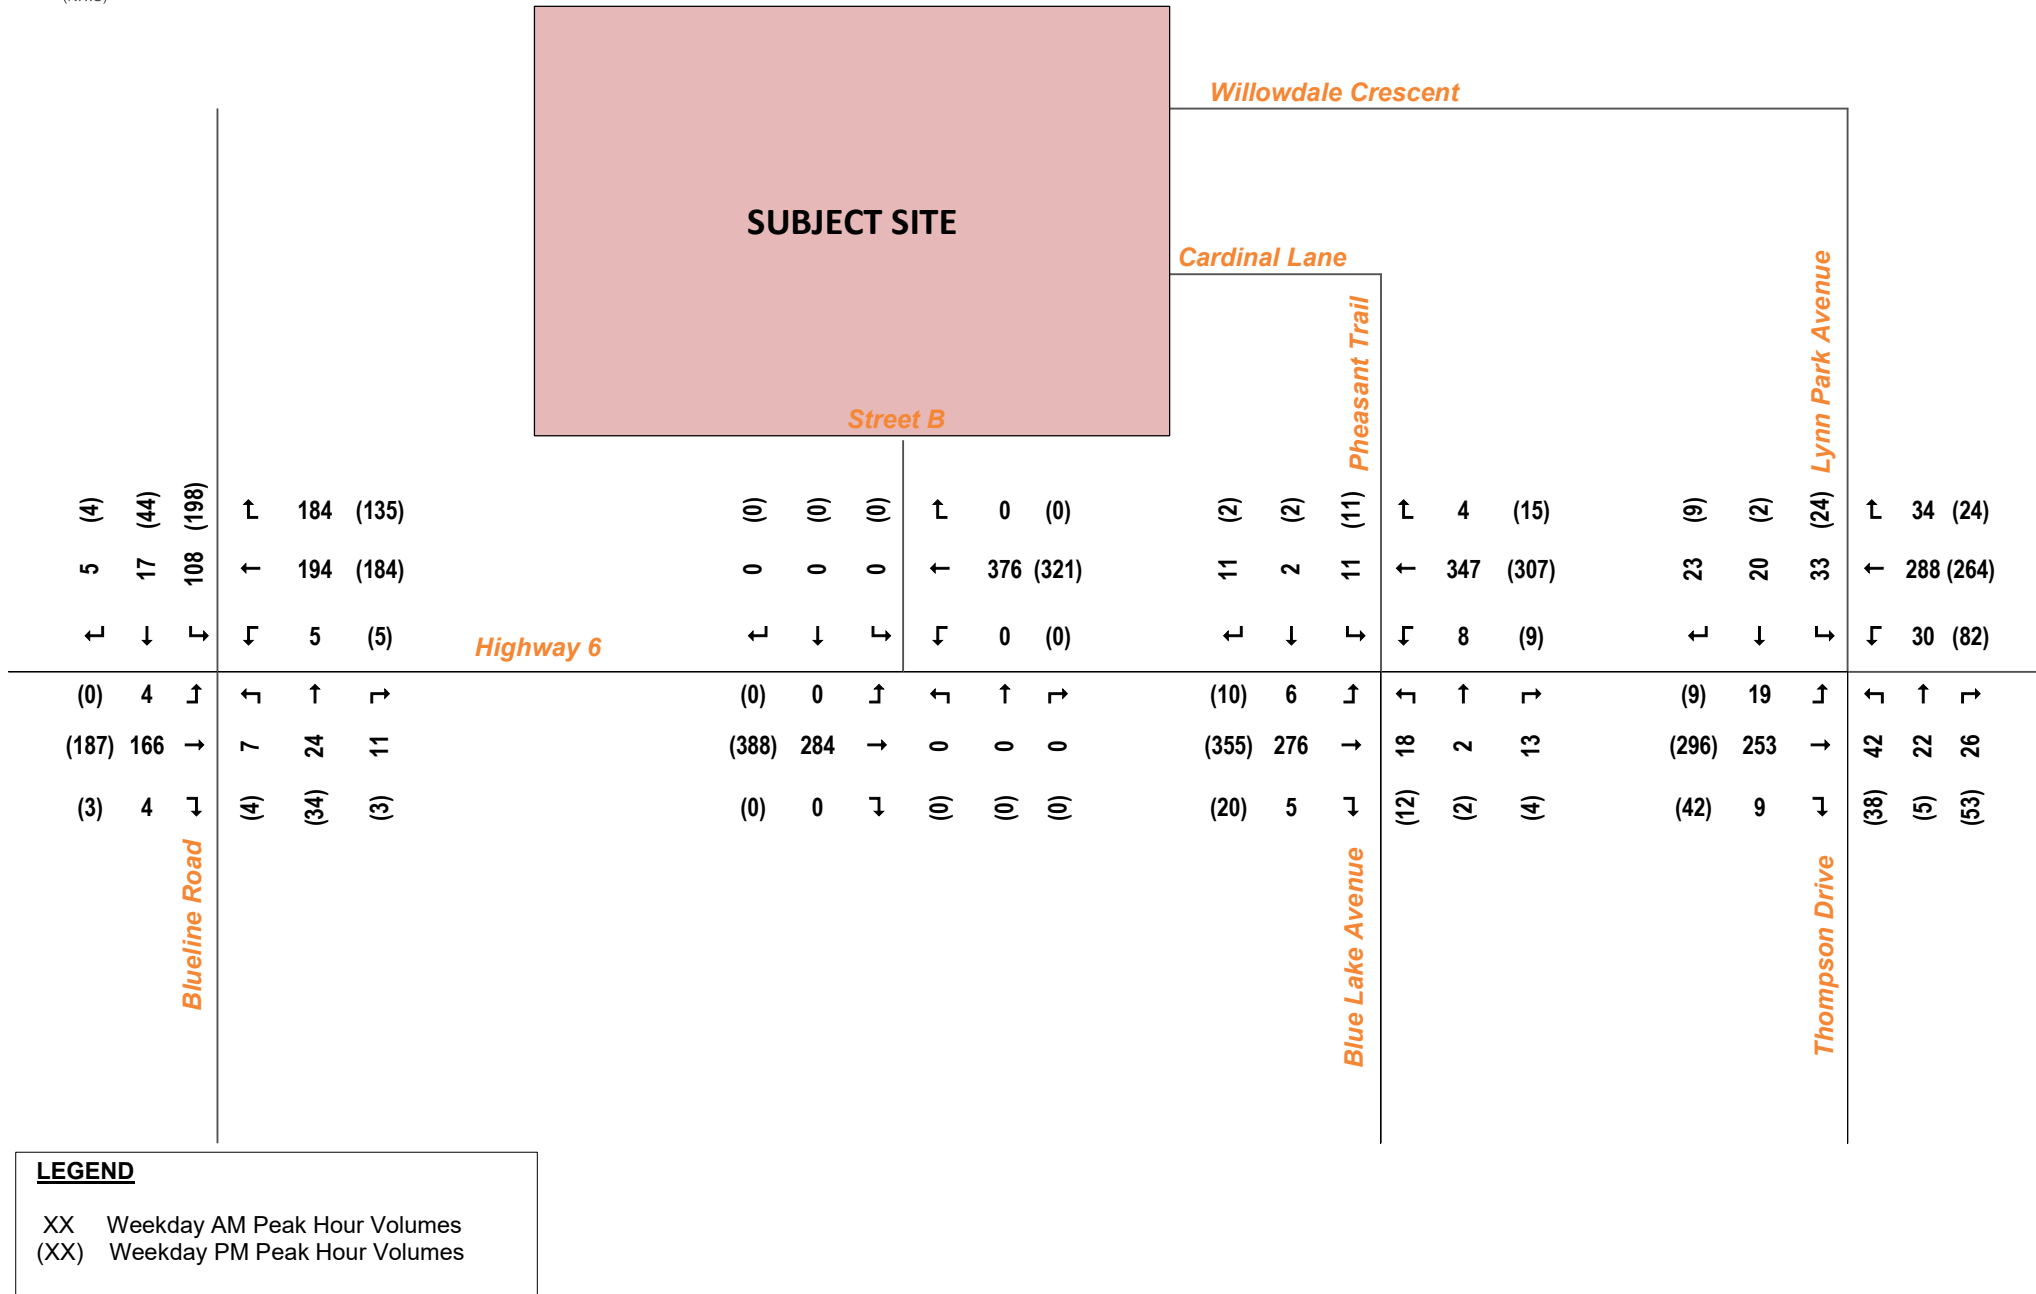 Willowdale Crescent
SUBJECT SITE
Cardinal Lane
Pheasant Trail
Lynn Park Avenue
Street B
(4) (44) (198) ↱ 184 (135) (0) (0) (0) 0 (0) (2) (2) (11) 4 (15) (9) (2) (24) 34 (24)
5 17 108 ← 194 (184) 0 0 0 ← 376 (321) 11 2 11 ← 347 (307) 23 20 33 ← 288 (264)
5 (5) 0 (0) 8 (9) 30 (82)
Highway 6
(0) 4 (0) 0 (10) 6 (9) 19
(187) 166 → 7 24 11 (388) 284 → 0 0 0 (355) 276 → 18 2 13 (296) 253 → 42 22 26
(3) 4 (4) (34) (3) (0) 0 (0) (0) (0) (20) 5 (12) (2) (4) (42) 9 (38) (5) (53)
Blueline Road
Blue Lake Avenue
Thompson Drive
LEGEND
XX Weekday AM Peak Hour Volumes
(XX) Weekday PM Peak Hour Volumes